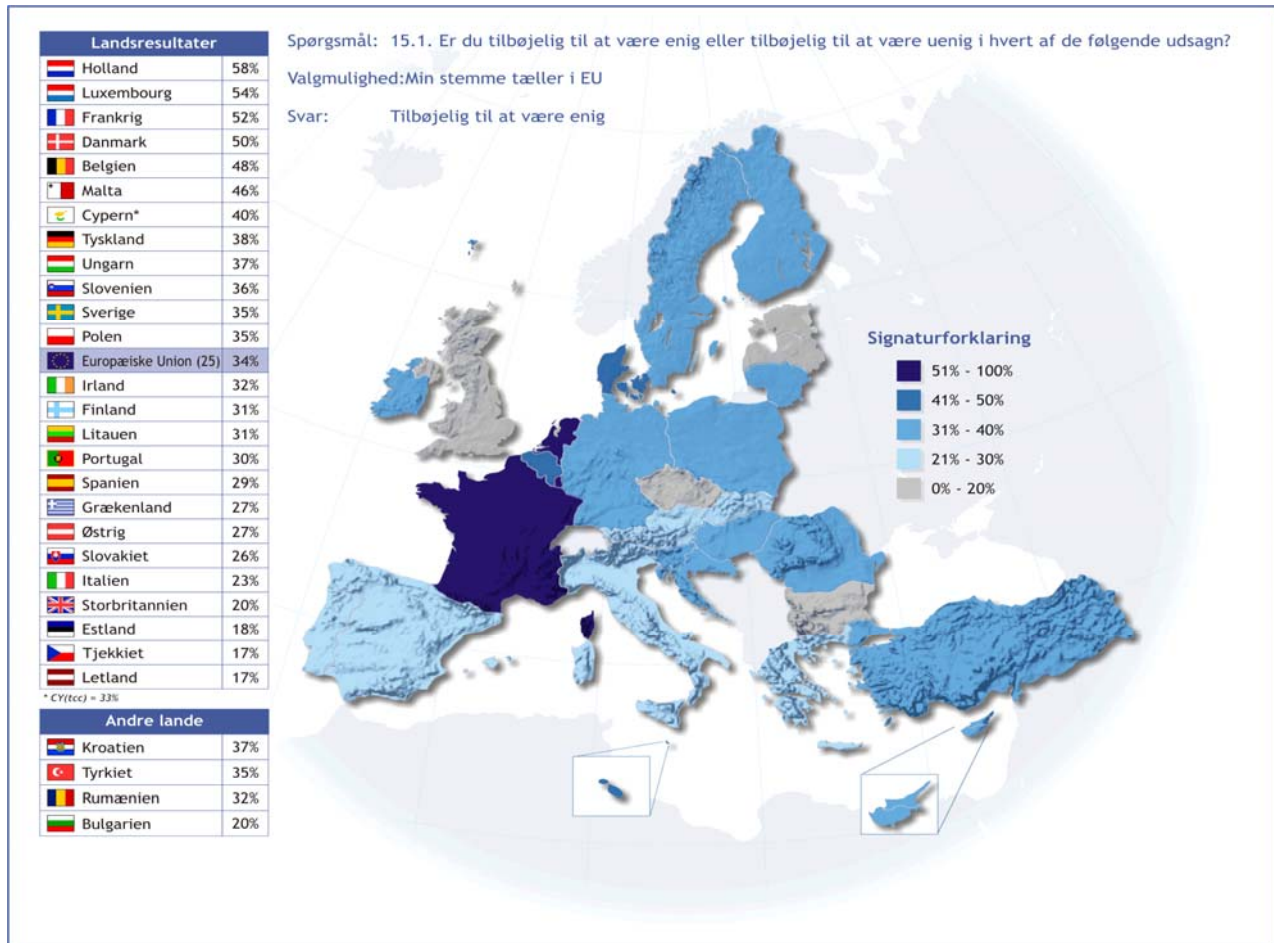 Landsresultater
Holland 58%
Luxembourg 54%
Frankrig 52%
Danmark 50%
Belgien 48%
Malta 46%
Cypern* 40%
Tyskland 38%
Ungarn 37%
Slovenien 36%
Sverige 35%
Polen 35%
Europæiske Union (25) 34%
Irland 32%
Finland 31%
Litauen 31%
Portugal 30%
Spanien 29%
Grækenland 27%
Østrig 27%
Slovakiet 26%
Italien 23%
Storbritannien 20%
Estland 18%
Tjekkiet 17%
Letland 17%
* CY(tcc) = 33%
Andre lande
Kroatien 37%
Tyrkiet 35%
Rumænien 32%
Bulgarien 20%
Spørgsmål: 15.1. Er du tilbøjelig til at være enig eller tilbøjelig til at være uenig i hvert af de følgende udsagn?
Valgmulighed:Min stemme tæller i EU
Svar: Tilbøjelig til at være enig
Signaturforklaring
51% - 100%
41% - 50%
31% - 40%
21% - 30%
0% - 20%